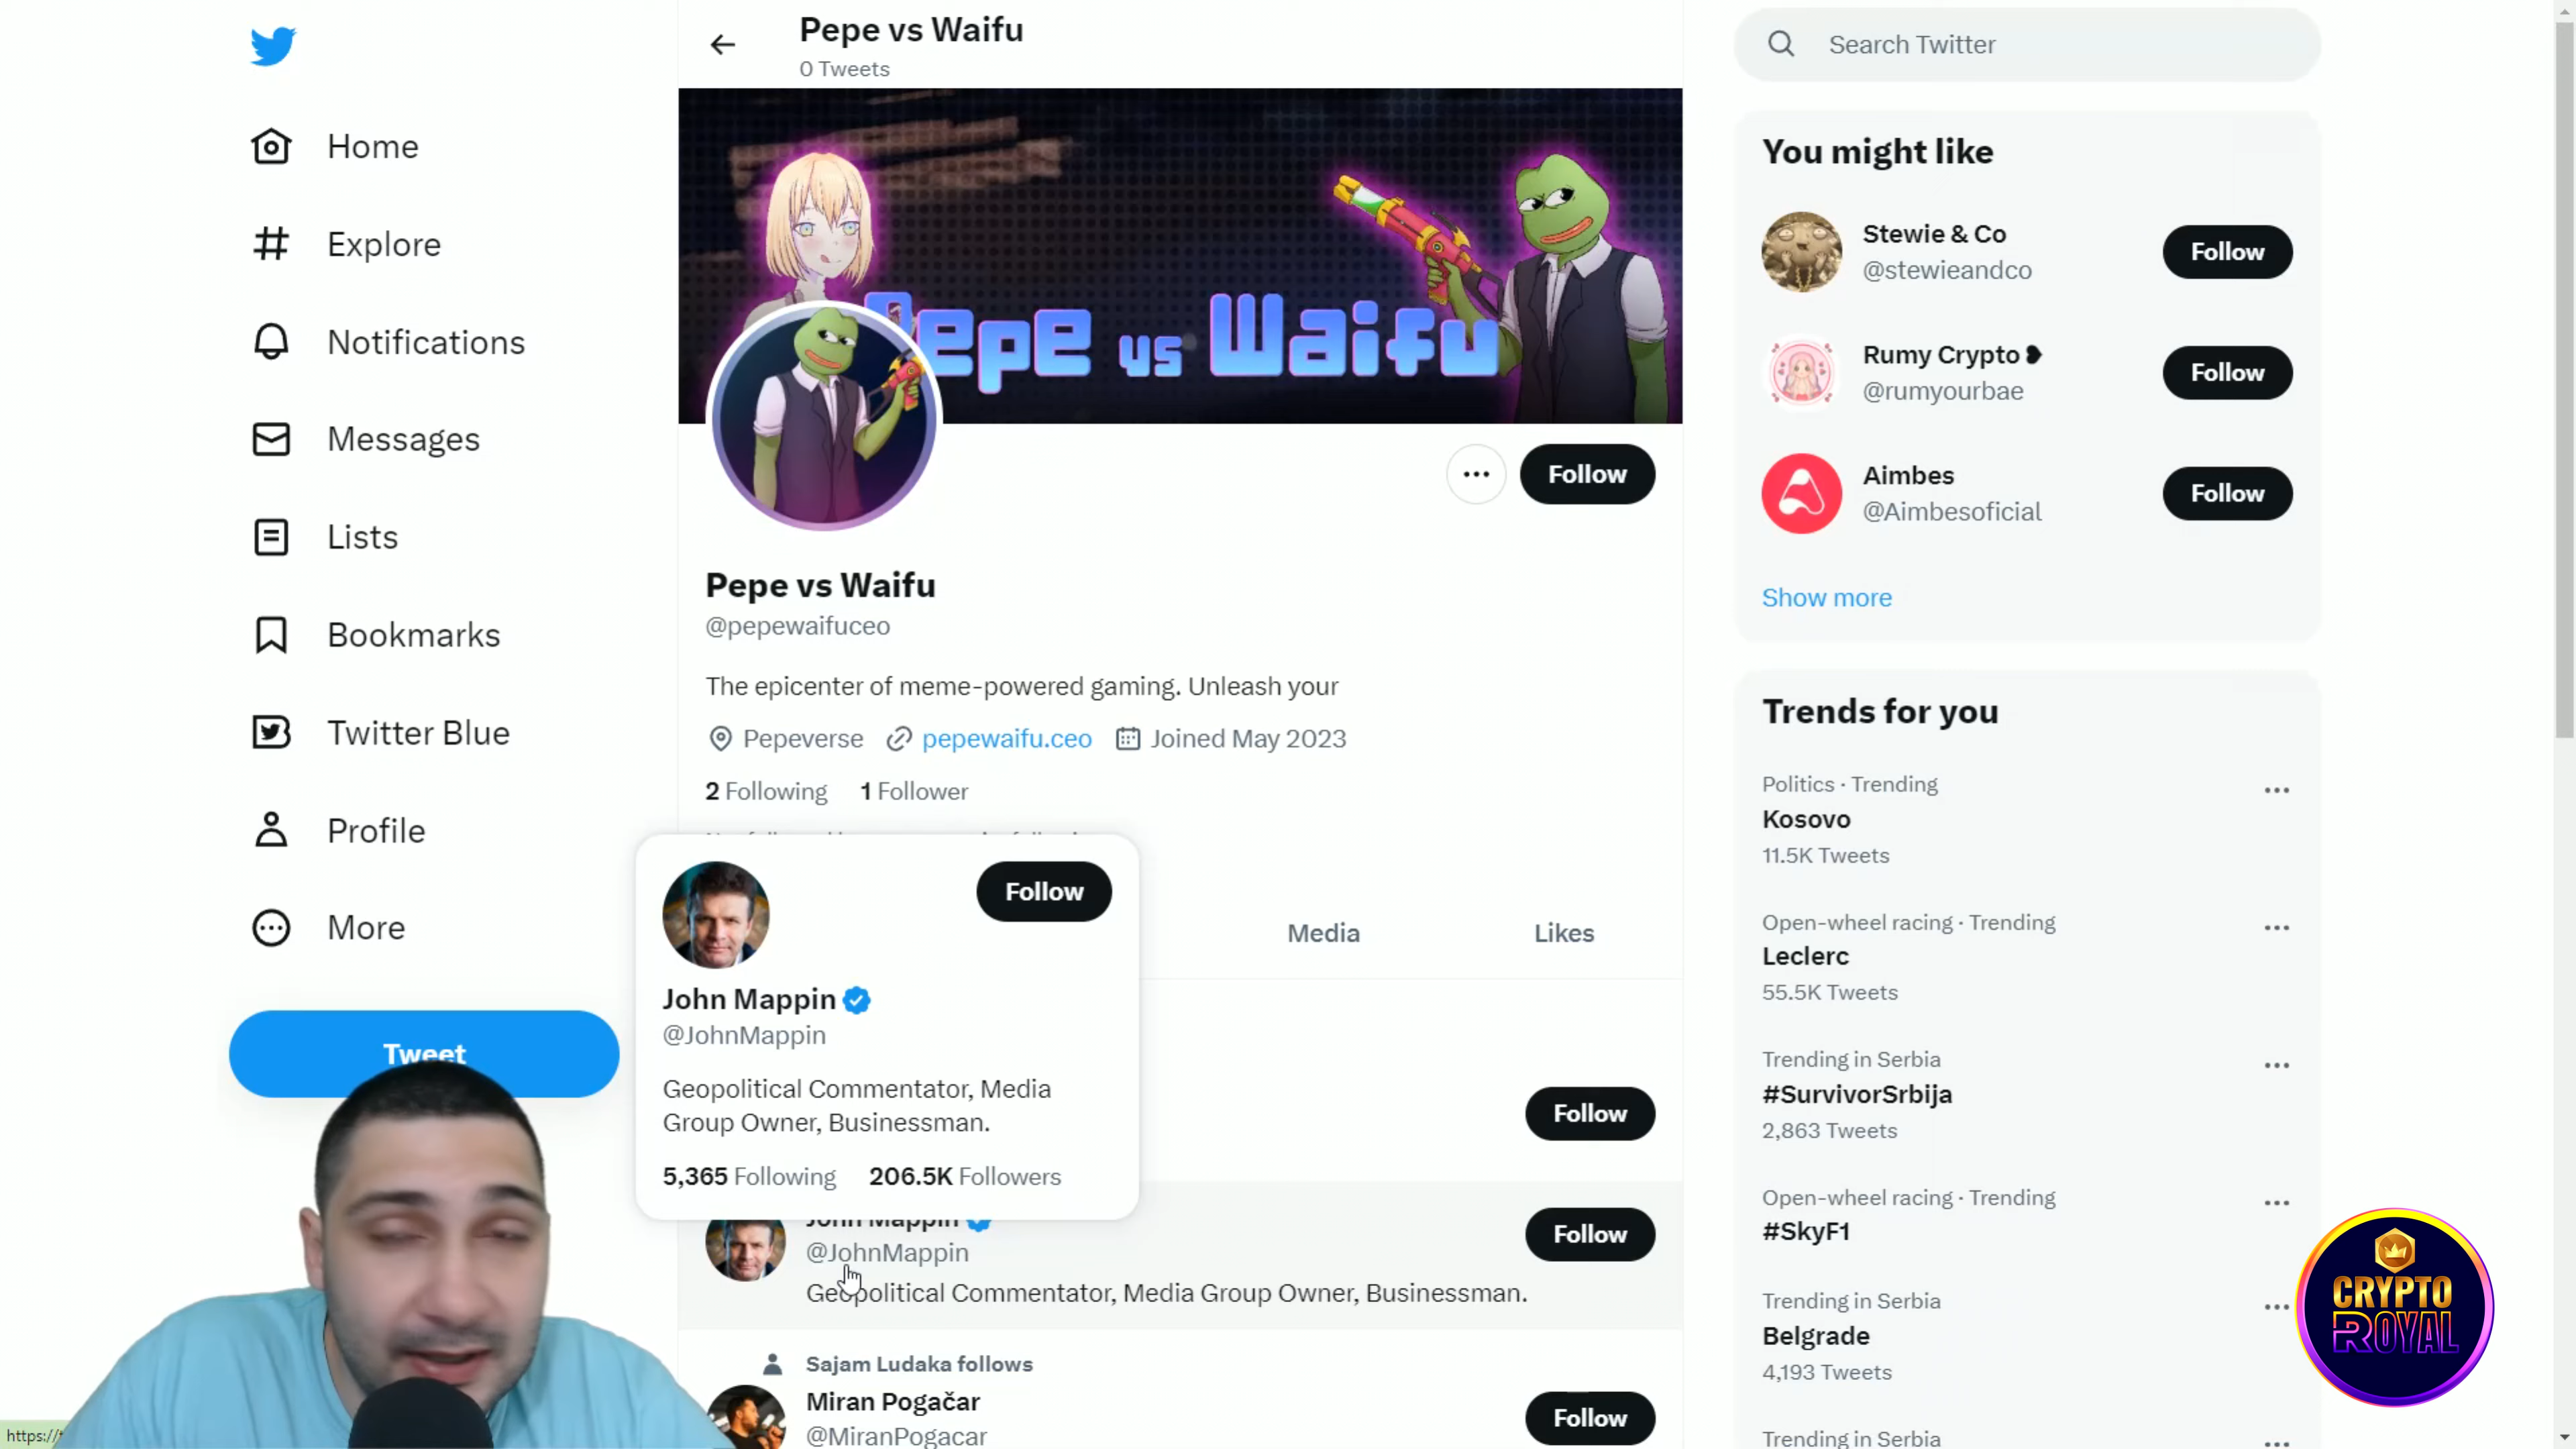 Home
Explore
Notifications
Messages
Lists
Bookmarks
Twitter Blue
Profile
More
Tweet
https://
Pepe vs Waifu
0 Tweets
Pepe vs Waifu
Follow
Pepe vs Waifu
@pepewaifuceo
The epicenter of meme-powered gaming. Unleash your
Pepeverse pepewaifu.ceo Joined May 2023
2 Following 1 Follower
Follow
John Mappin
@JohnMappin
Geopolitical Commentator, Media
Group Owner, Businessman.
5,365 Following 206.5K Followers
Media Likes
Follow
John Mappin
@JohnMappin
Follow
Geopolitical Commentator, Media Group Owner, Businessman.
Sajam Ludaka follows
Miran Pogačar
@MiranPogacar
Follow
Search Twitter
You might like
Stewie & Co
@stewieandco
Follow
Rumy Crypto
@rumyourbae
Follow
Aimbes
@Aimbesoficial
Follow
Show more
Trends for you
Politics · Trending
Kosovo
11.5K Tweets
Open-wheel racing · Trending
Leclerc
55.5K Tweets
Trending in Serbia
#SurvivorSrbija
2,863 Tweets
Open-wheel racing · Trending
#SkyF1
Trending in Serbia
Belgrade
4,193 Tweets
Trending in Serbia
CRYPTO
ROYAL